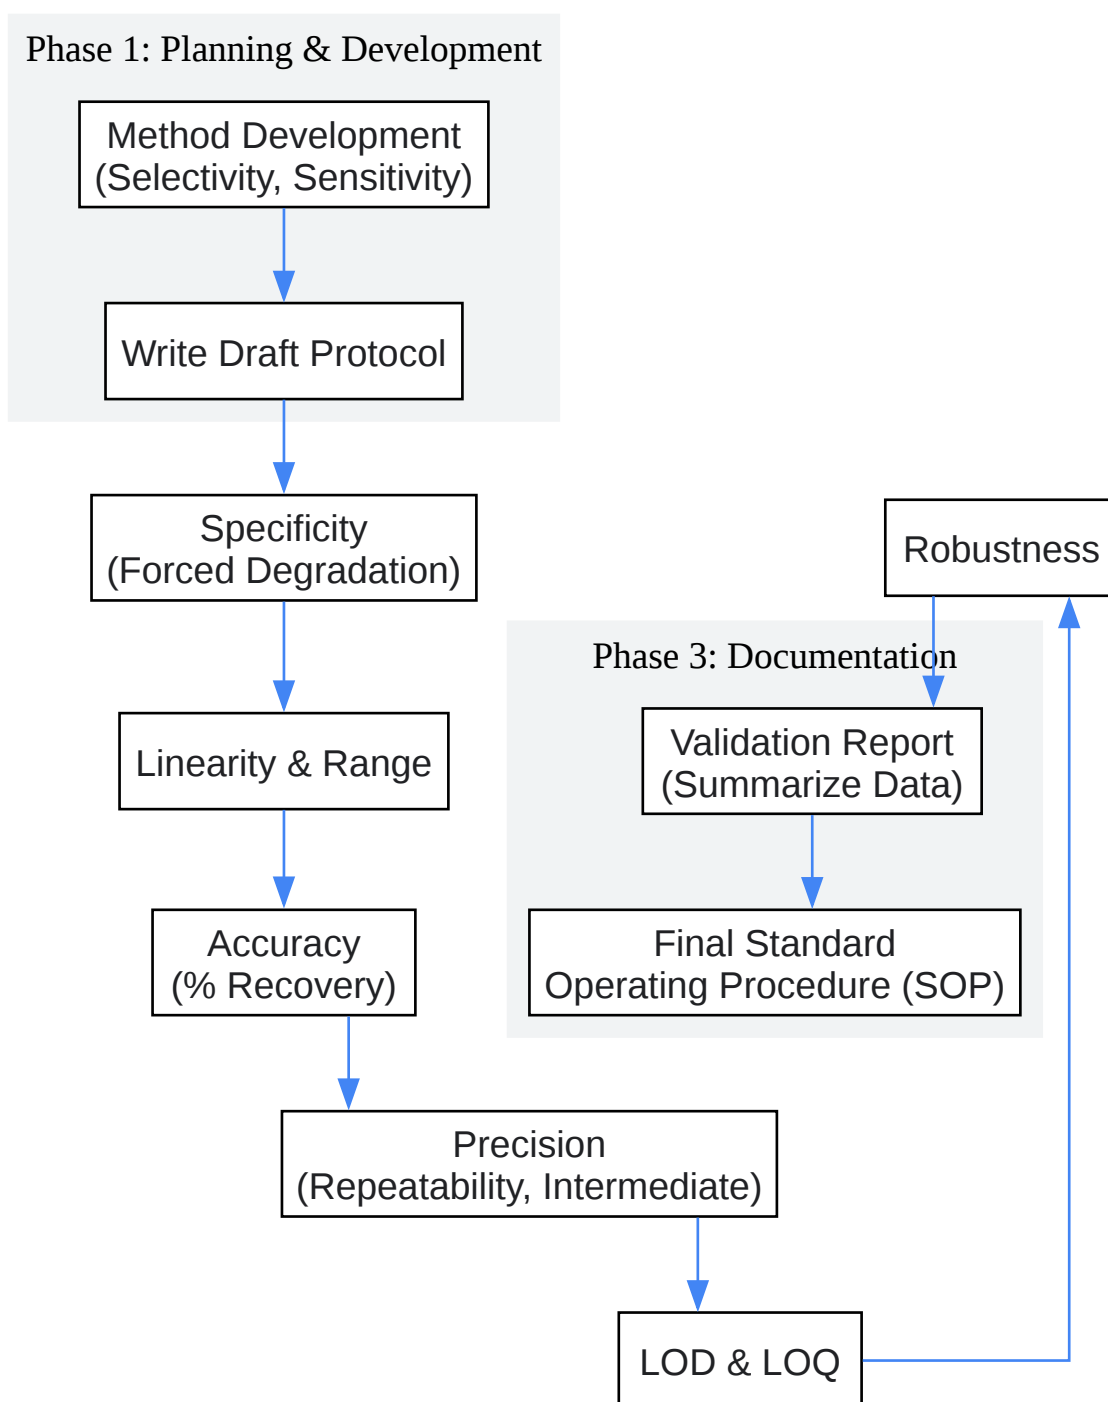 Phase 1: Planning & Development
Method Development
(Selectivity, Sensitivity)
Write Draft Protocol
Specificity
(Forced Degradation)
Linearity & Range
Accuracy
(% Recovery)
Precision
(Repeatability, Intermediate)
LOD & LOQ
Robustness
Phase 3: Documentation
Validation Report
(Summarize Data)
Final Standard
Operating Procedure (SOP)